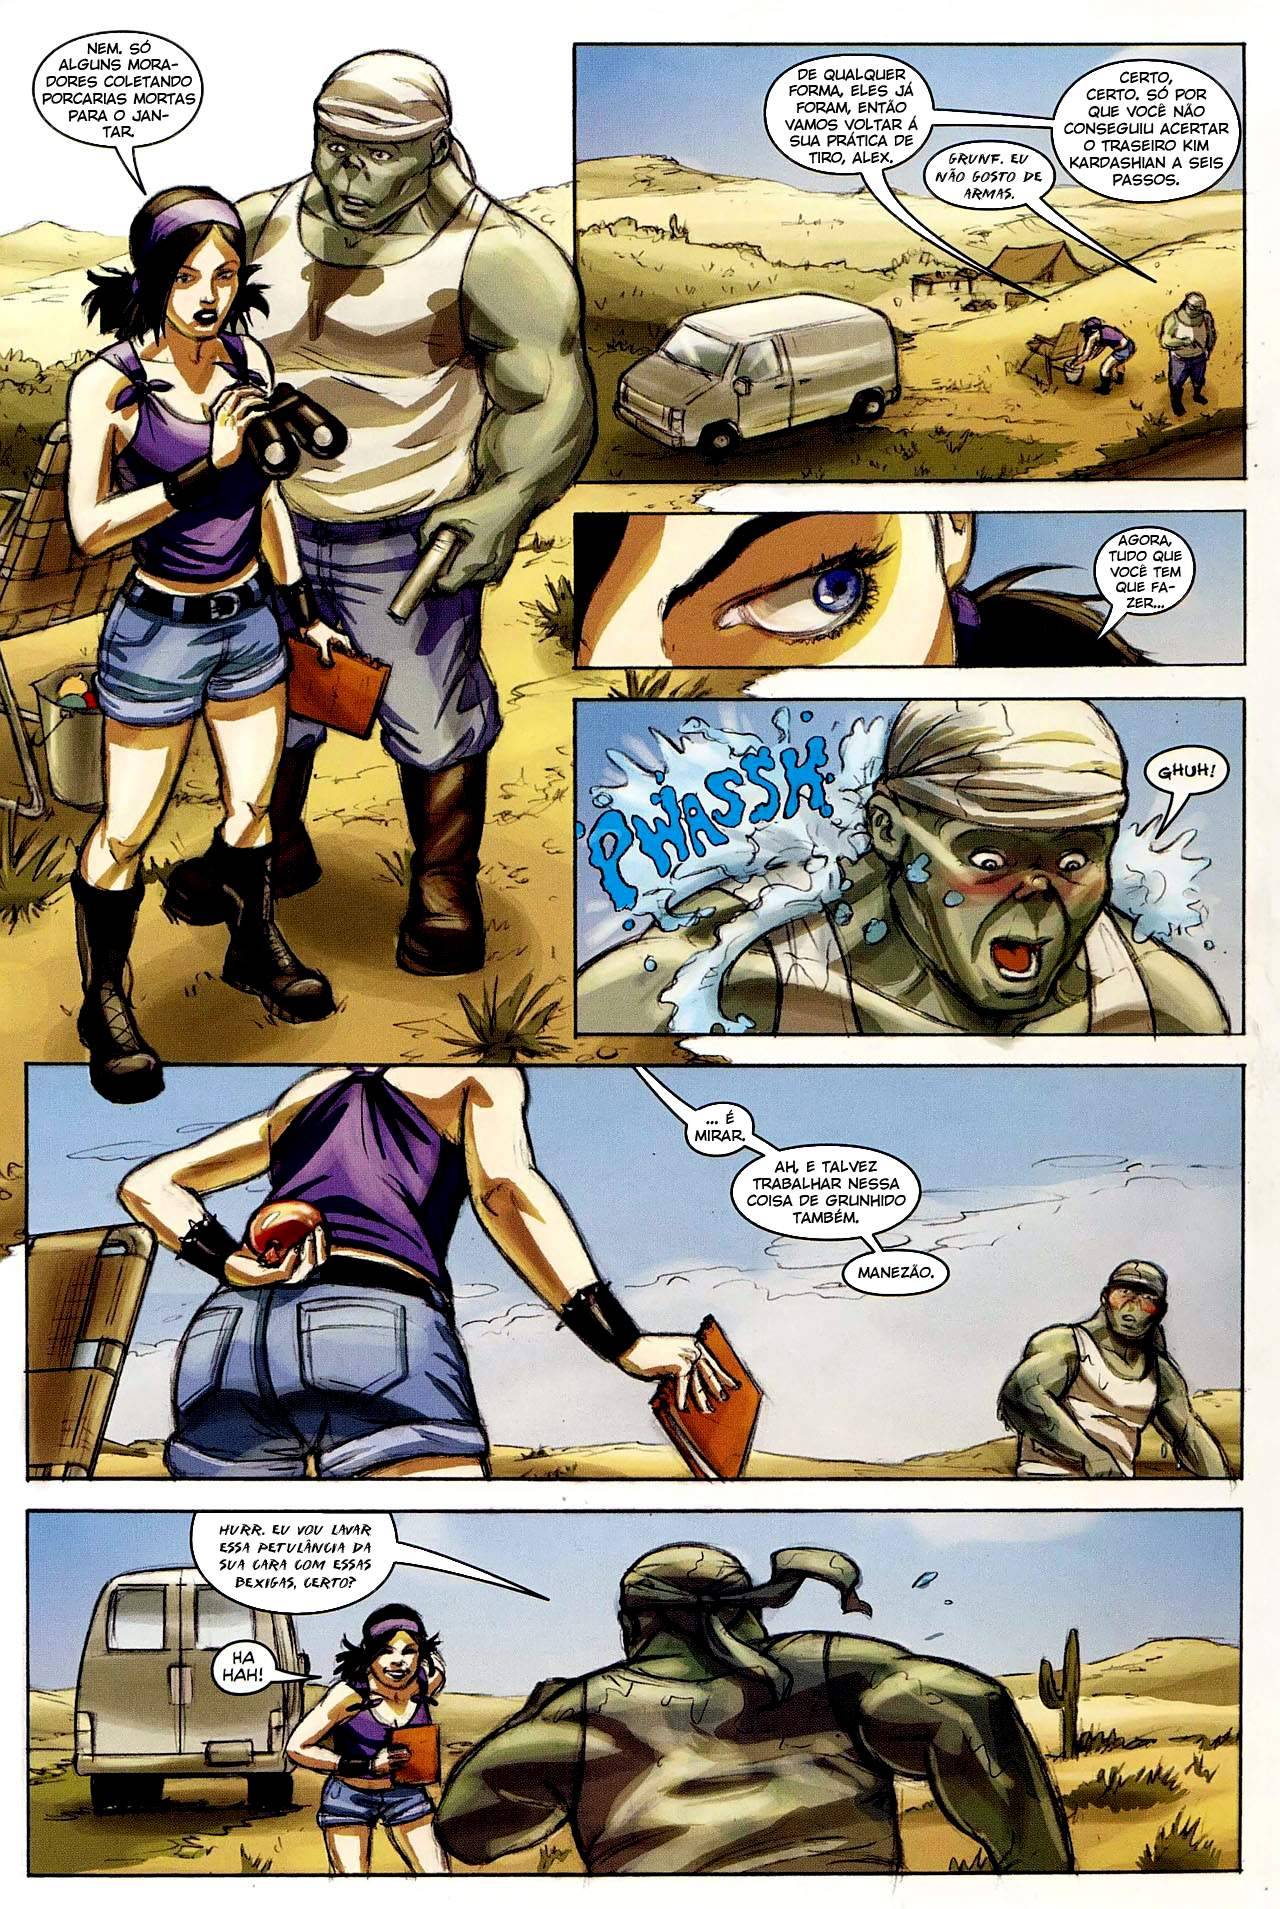 NEM. SÓ
ALGUNS MORA-
DORES COLETANDO
PORCARIAS MORTAS
PARA O JAN-
TAR.
DE QUALQUER
FORMA, ELES JÁ
FORAM, ENTÃO
VAMOS VOLTAR Á
SUA PRÁTICA DE
TIRO, ALEX.
GRUNF. EU
NÃO GOSTO DE
ARMAS.
CERTO,
CERTO. SÓ POR
QUE VOCÊ NÃO
CONSEGUIU ACERTAR
O TRASEIRO KIM
KARDASHIAN A SEIS
PASSOS.
AGORA,
TUDO QUE
VOCÊ TEM
QUE FA-
ZER...
PWASSH
GHUH!
... É
MIRAR.
AH, E TALVEZ
TRABALHAR NESSA
COISA DE GRUNHIDO
TAMBÉM.
MANEZÃO.
HURR. EU VOU LAVAR
ESSA PETULÂNCIA DA
SUA CARA COM ESSAS
BEXIGAS, CERTO?
HA
HAH!